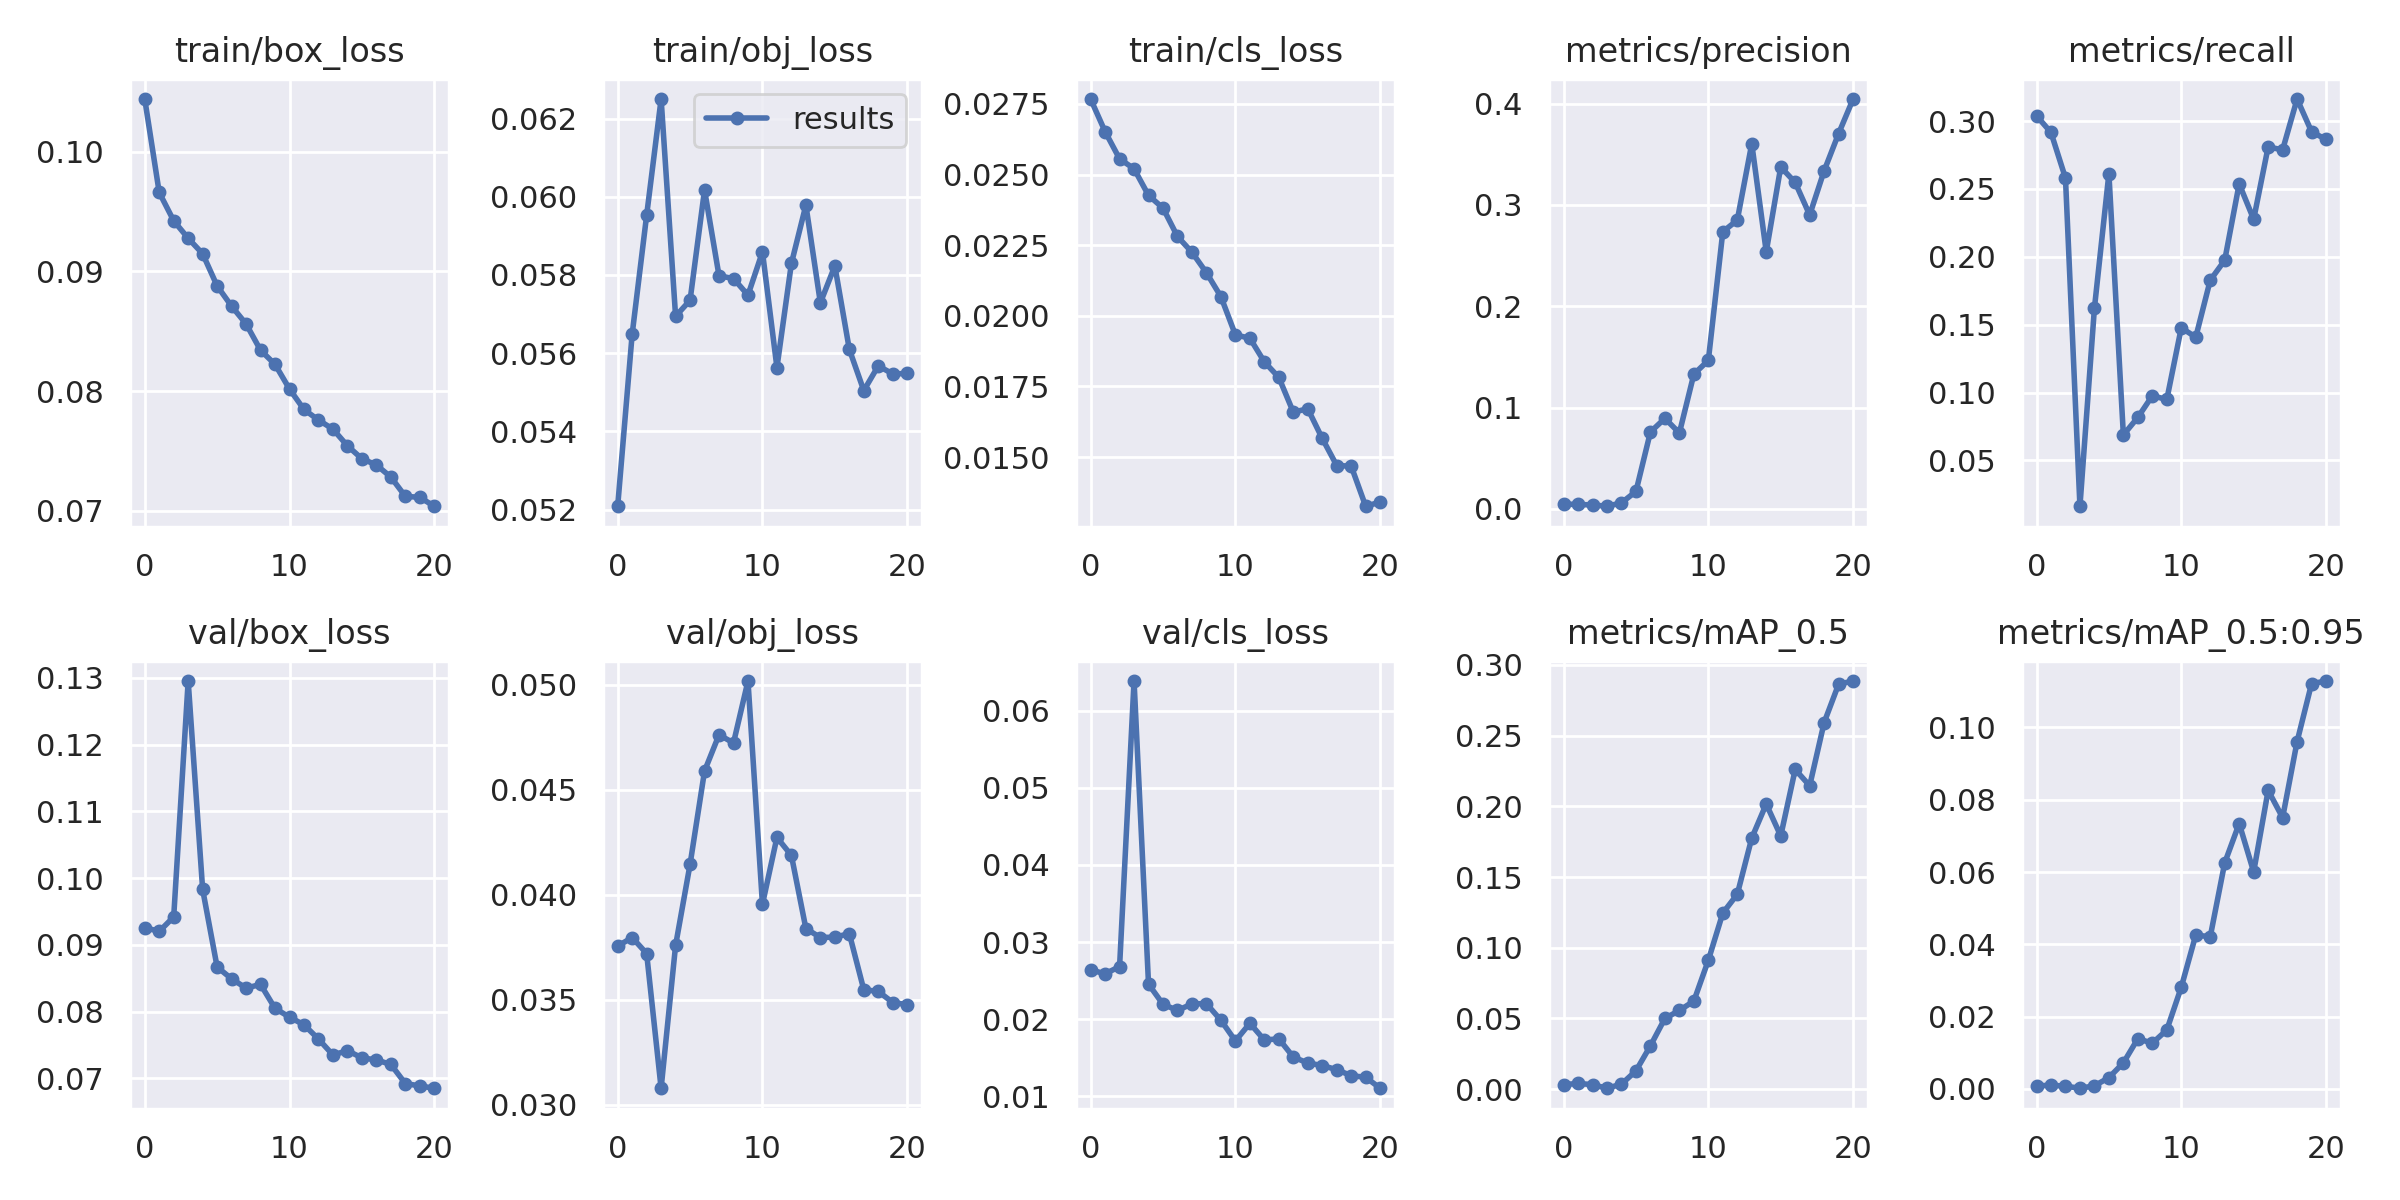 train/box_loss
0.10
0.09
0.08
0.07
0 10 20
train/obj_loss
results
0.062
0.060
0.058
0.056
0.054
0.052
0 10 20
train/cls_loss
0.0275
0.0250
0.0225
0.0200
0.0175
0.0150
0 10 20
metrics/precision
0.4
0.3
0.2
0.1
0.0
0 10 20
metrics/recall
0.30
0.25
0.20
0.15
0.10
0.05
0 10 20
val/box_loss
0.13
0.12
0.11
0.10
0.09
0.08
0.07
0 10 20
val/obj_loss
0.050
0.045
0.040
0.035
0.030
0 10 20
val/cls_loss
0.06
0.05
0.04
0.03
0.02
0.01
0 10 20
metrics/mAP_0.5
0.30
0.25
0.20
0.15
0.10
0.05
0.00
0 10 20
metrics/mAP_0.5:0.95
0.10
0.08
0.06
0.04
0.02
0.00
0 10 20